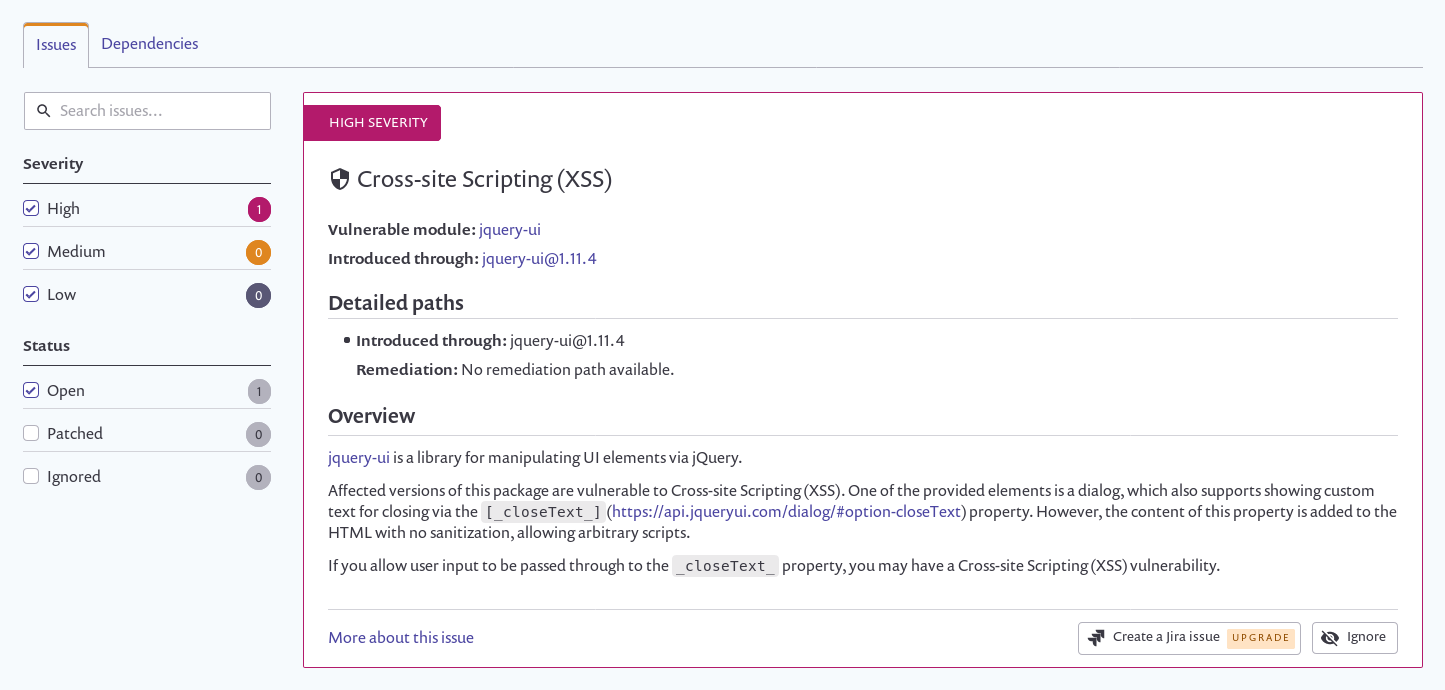 Issues
Dependencies
Search issues...
Severity
High
1
Medium
0
Low
0
Status
Open
1
Patched
0
Ignored
0
HIGH SEVERITY
Cross-site Scripting (XSS)
Vulnerable module: jquery-ui
Introduced through: jquery-ui@1.11.4
Detailed paths
Introduced through: jquery-ui@1.11.4
Remediation: No remediation path available.
Overview
jquery-ui is a library for manipulating UI elements via jQuery.
Affected versions of this package are vulnerable to Cross-site Scripting (XSS). One of the provided elements is a dialog, which also supports showing custom
text for closing via the [_closeText_] (https://api.jqueryui.com/dialog/#option-closeText) property. However, the content of this property is added to the
HTML with no sanitization, allowing arbitrary scripts.
If you allow user input to be passed through to the _closeText_ property, you may have a Cross-site Scripting (XSS) vulnerability.
More about this issue
Create a Jira issue UPGRADE
Ignore